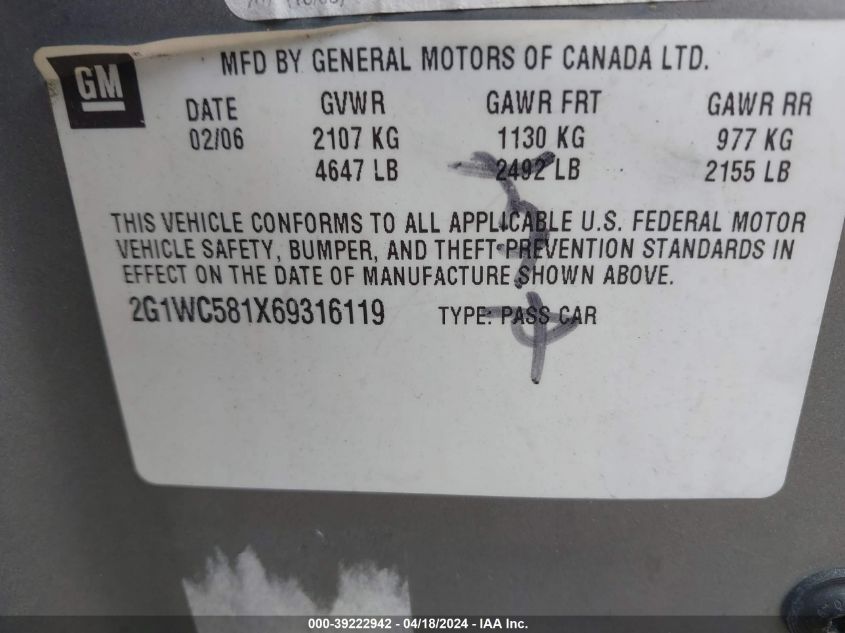 GM
MFD BY GENERAL MOTORS OF CANADA LTD.
DATE GVWR GAWR FRT GAWR RR
02/06 2107 KG 1130 KG 977 KG
4647 LB 2492 LB 2155 LB
THIS VEHICLE CONFORMS TO ALL APPLICABLE U.S. FEDERAL MOTOR
VEHICLE SAFETY, BUMPER, AND THEFT PREVENTION STANDARDS IN
EFFECT ON THE DATE OF MANUFACTURE SHOWN ABOVE.
2G1WC581X69316119 TYPE: PASS CAR
000-39222942 - 04/18/2024 - IAA Inc.